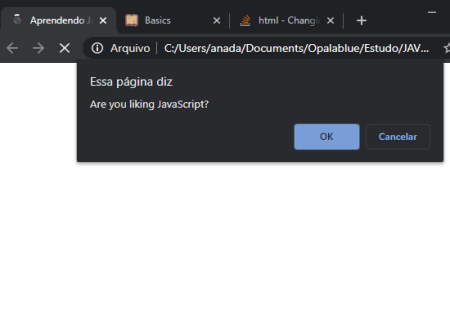 Aprendendo J
Basics
html - Changi
Arquivo
C:/Users/anada/Documents/Opalablue/Estudo/JAV...
Essa página diz
Are you liking JavaScript?
OK
Cancelar